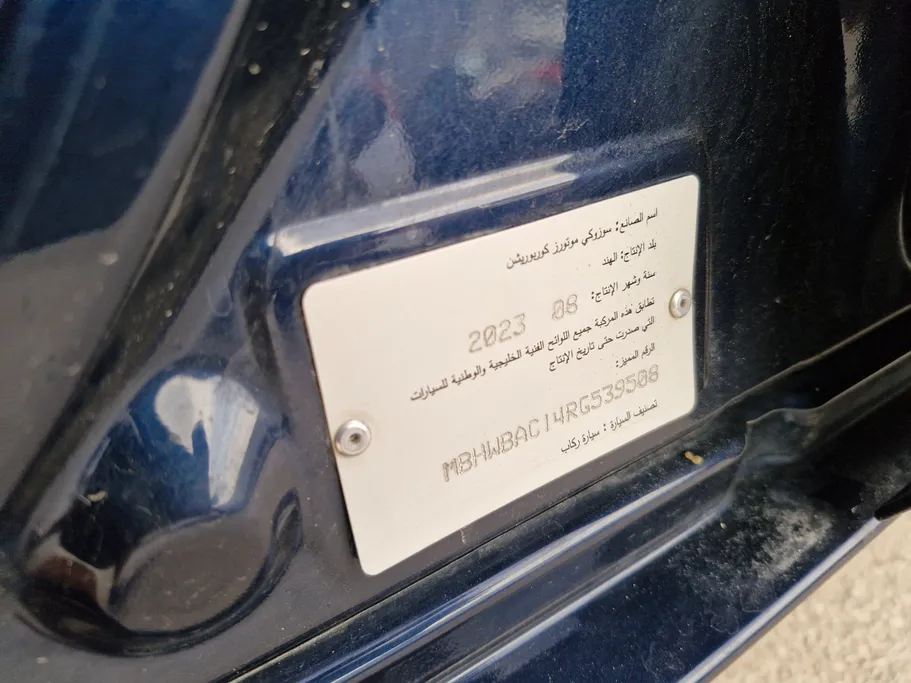 اسم الصانع: سوزوكي موتورز كوربوريشن
بلد الإنتاج: الهند
سنة وشهر الإنتاج: 08 2023
تطابق هذه المركبة جميع اللوائح الفنية الخليجية والوطنية للسيارات
التي صدرت حتى تاريخ الإنتاج
الرقم المميز:
MBHWBAC14RG539508
تصنيف السيارة : سيارة ركاب